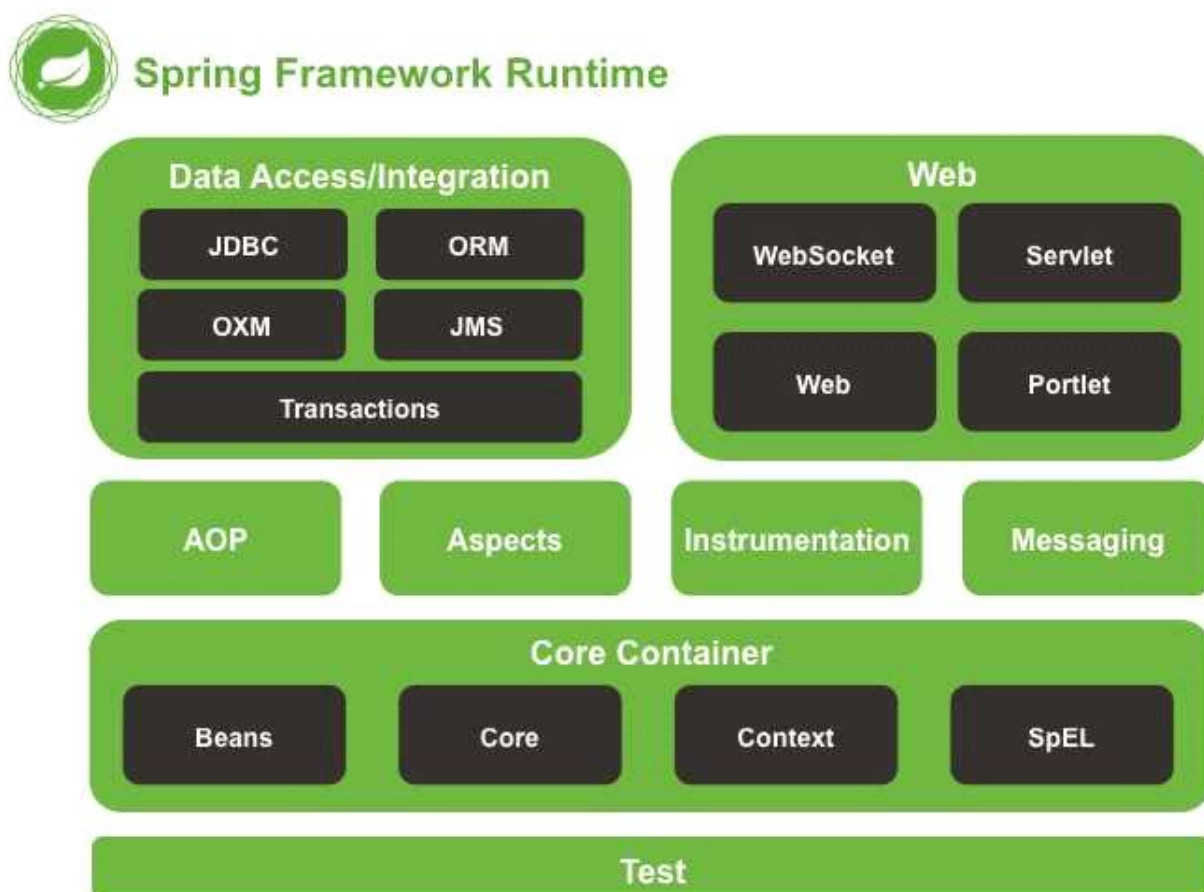 Spring Framework Runtime
Data Access/Integration
JDBC
ORM
OXM
JMS
Transactions
Web
WebSocket
Servlet
Web
Portlet
AOP
Aspects
Instrumentation
Messaging
Core Container
Beans
Core
Context
SpEL
Test